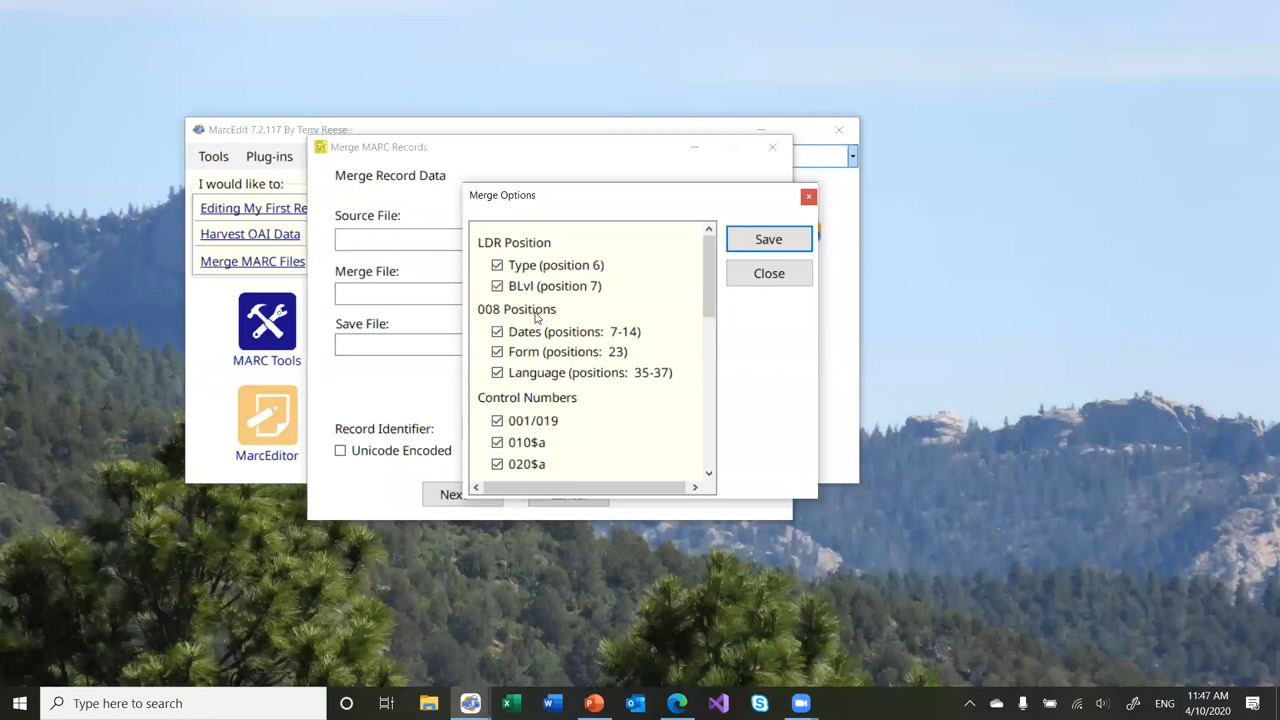 MarcEdit 7.2.117 By Terry Reese
Tools Plug-ins
I would like to:
Editing My First Re
Harvest OAI Data
Merge MARC Files
MARC Tools
MarcEditor
Merge MARC Records
Merge Record Data
Source File:
Merge File:
Save File:
Record Identifier:
Unicode Encoded
Nex
Merge Options
LDR Position
Type (position 6)
BLvl (position 7)
008 Positions
Dates (positions: 7-14)
Form (positions: 23)
Language (positions: 35-37)
Control Numbers
001/019
010$a
020$a
Save
Close
Type here to search
ENG
11:47 AM
4/10/2020